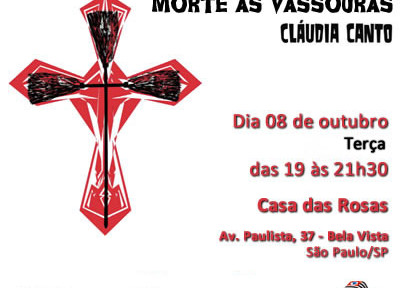 MORTE ÀS VASSOURAS
CLÁUDIA CANTO
Dia 08 de outubro
Terça
das 19 às 21h30
Casa das Rosas
Av. Paulista, 37 - Bela Vista
São Paulo/SP